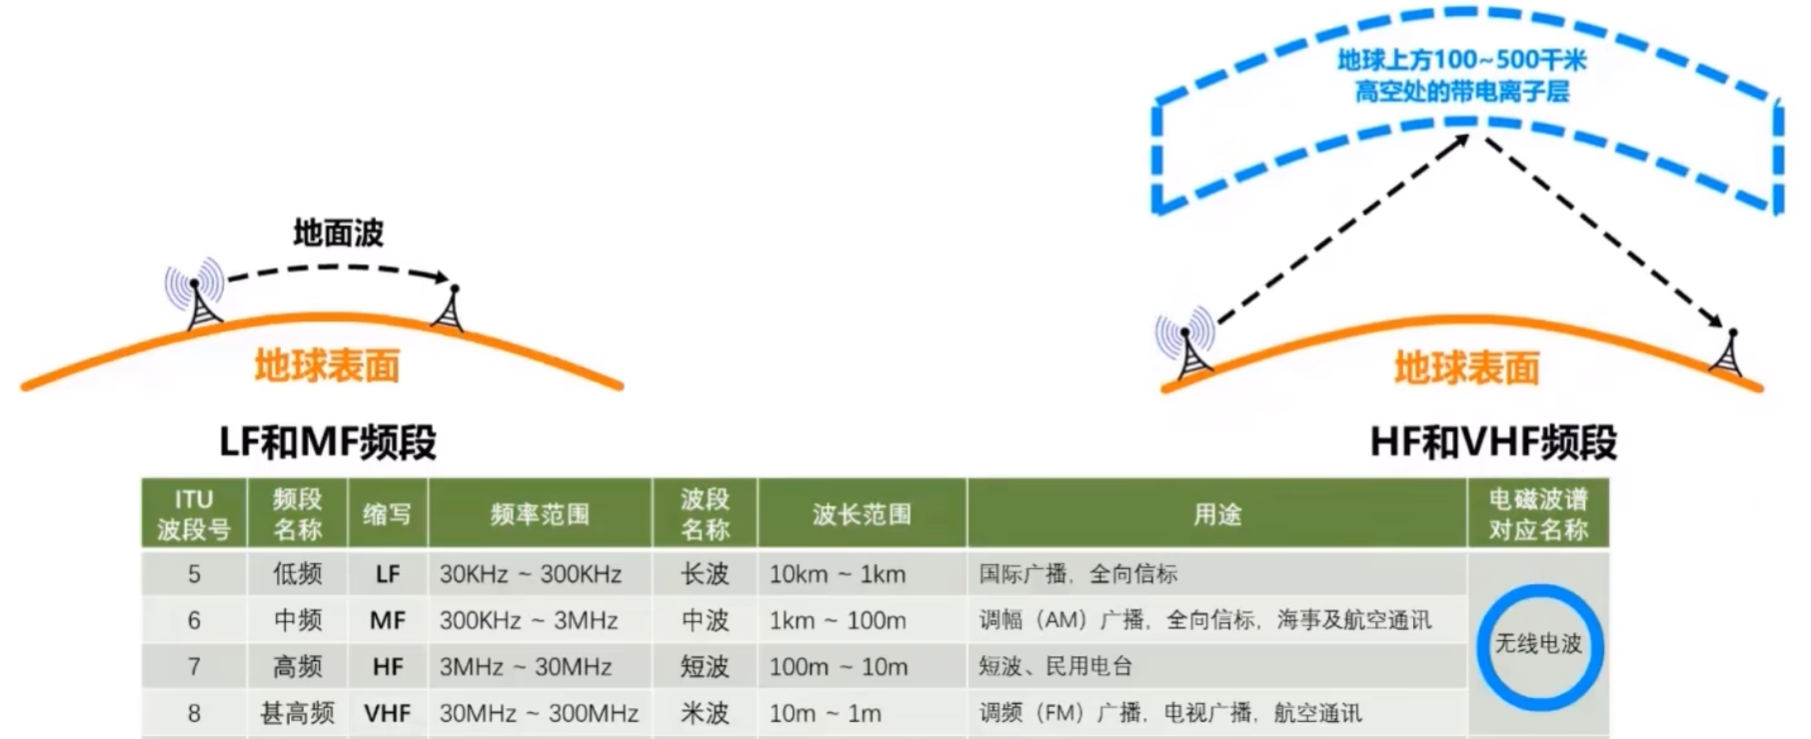 地球上方100~500千米
高空处的带电离子层
地面波
地球表面
地球表面
LF和MF频段
HF和VHF频段
ITU
波段号
频段
名称
缩写
频率范围
波段
名称
波长范围
用途
电磁波谱
对应名称
5 低频 LF 30KHz ~ 300KHz 长波 10km ~ 1km 国际广播，全向信标
6 中频 MF 300KHz ~ 3MHz 中波 1km ~ 100m 调幅（AM）广播，全向信标，海事及航空通讯
7 高频 HF 3MHz ~ 30MHz 短波 100m ~ 10m 短波、民用电台
8 甚高频 VHF 30MHz ~ 300MHz 米波 10m ~ 1m 调频（FM）广播，电视广播，航空通讯
无线电波